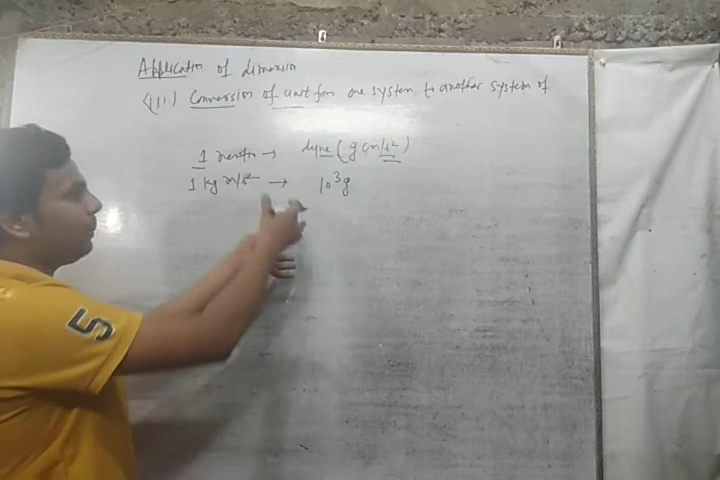 Application of dimension
(iii.) Conversion of unit from one system to another system of
1 newton → dyne (g cm/s²)
1 kg m/s² → 10³g
5